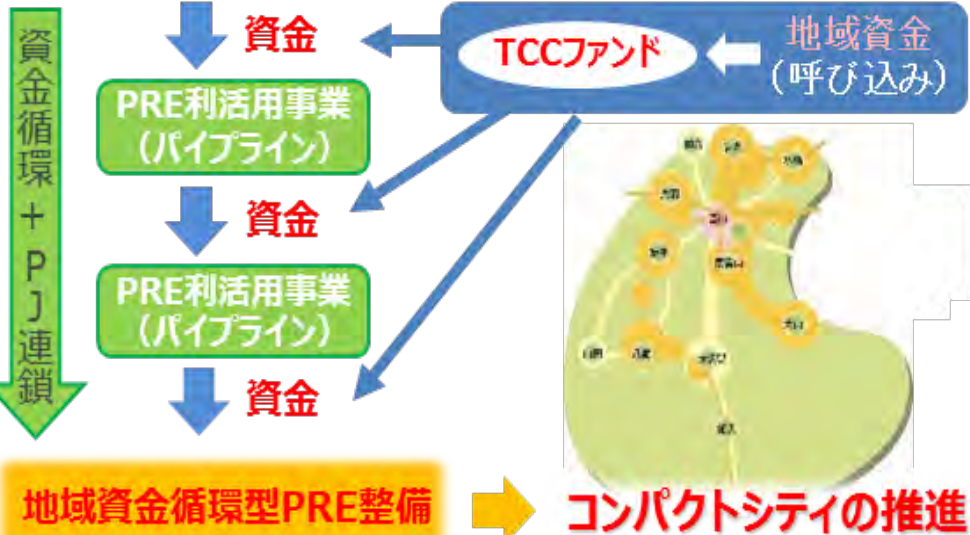 資金循環+PJ連鎖
資金
TCCファンド
地域資金
(呼び込み)
PRE利活用事業
(パイプライン)
資金
PRE利活用事業
(パイプライン)
資金
地域資金循環型PRE整備
コンパクトシティの推進